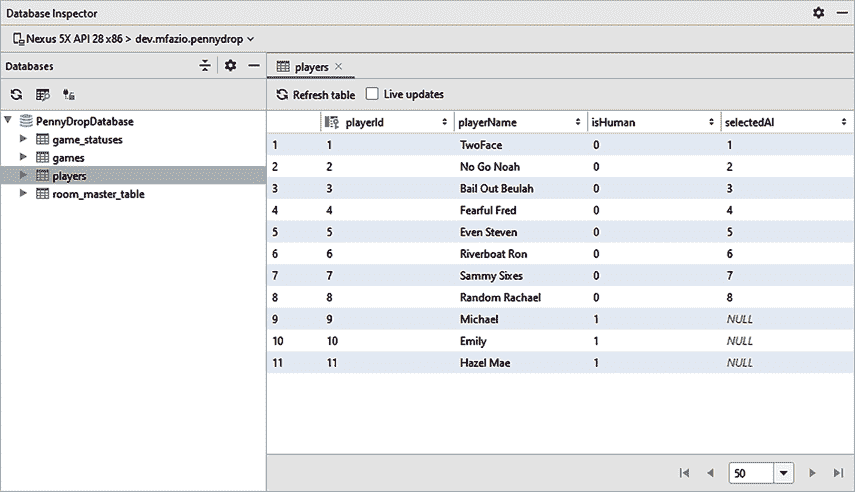 Database Inspector
Nexus 5X API 28 x86 > dev.mfazio.pennydrop
Databases
players
Refresh table
Live updates
PennyDropDatabase
game_statuses
games
players
room_master_table
playerId playerName isHuman selectedAI
1 1 TwoFace 0 1
2 2 No Go Noah 0 2
3 3 Bail Out Beulah 0 3
4 4 Fearful Fred 0 4
5 5 Even Steven 0 5
6 6 Riverboat Ron 0 6
7 7 Sammy Sixes 0 7
8 8 Random Rachael 0 8
9 9 Michael 1 NULL
10 10 Emily 1 NULL
11 11 Hazel Mae 1 NULL
50